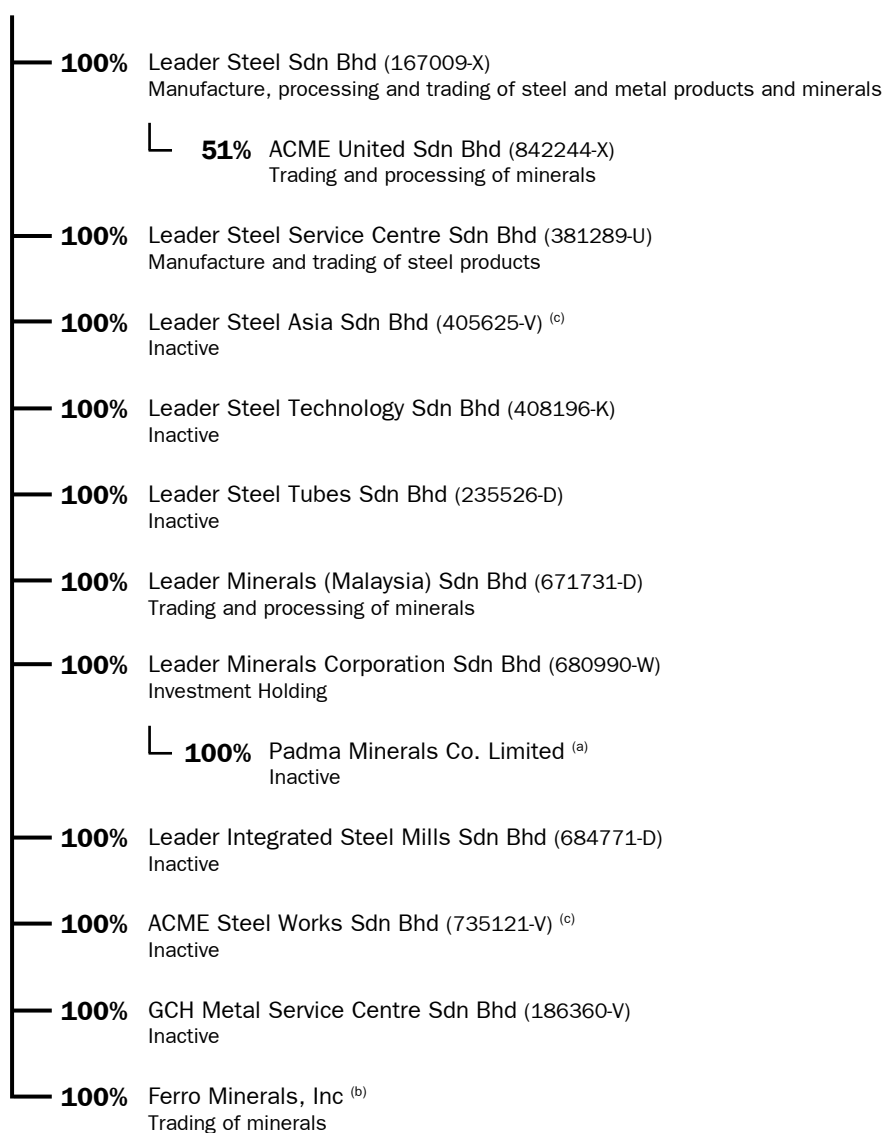 100% Leader Steel Sdn Bhd (167009-X)
Manufacture, processing and trading of steel and metal products and minerals
51% ACME United Sdn Bhd (842244-X)
Trading and processing of minerals
100% Leader Steel Service Centre Sdn Bhd (381289-U)
Manufacture and trading of steel products
100% Leader Steel Asia Sdn Bhd (405625-V) (c)
Inactive
100% Leader Steel Technology Sdn Bhd (408196-K)
Inactive
100% Leader Steel Tubes Sdn Bhd (235526-D)
Inactive
100% Leader Minerals (Malaysia) Sdn Bhd (671731-D)
Trading and processing of minerals
100% Leader Minerals Corporation Sdn Bhd (680990-W)
Investment Holding
100% Padma Minerals Co. Limited (a)
Inactive
100% Leader Integrated Steel Mills Sdn Bhd (684771-D)
Inactive
100% ACME Steel Works Sdn Bhd (735121-V) (c)
Inactive
100% GCH Metal Service Centre Sdn Bhd (186360-V)
Inactive
100% Ferro Minerals, Inc (b)
Trading of minerals